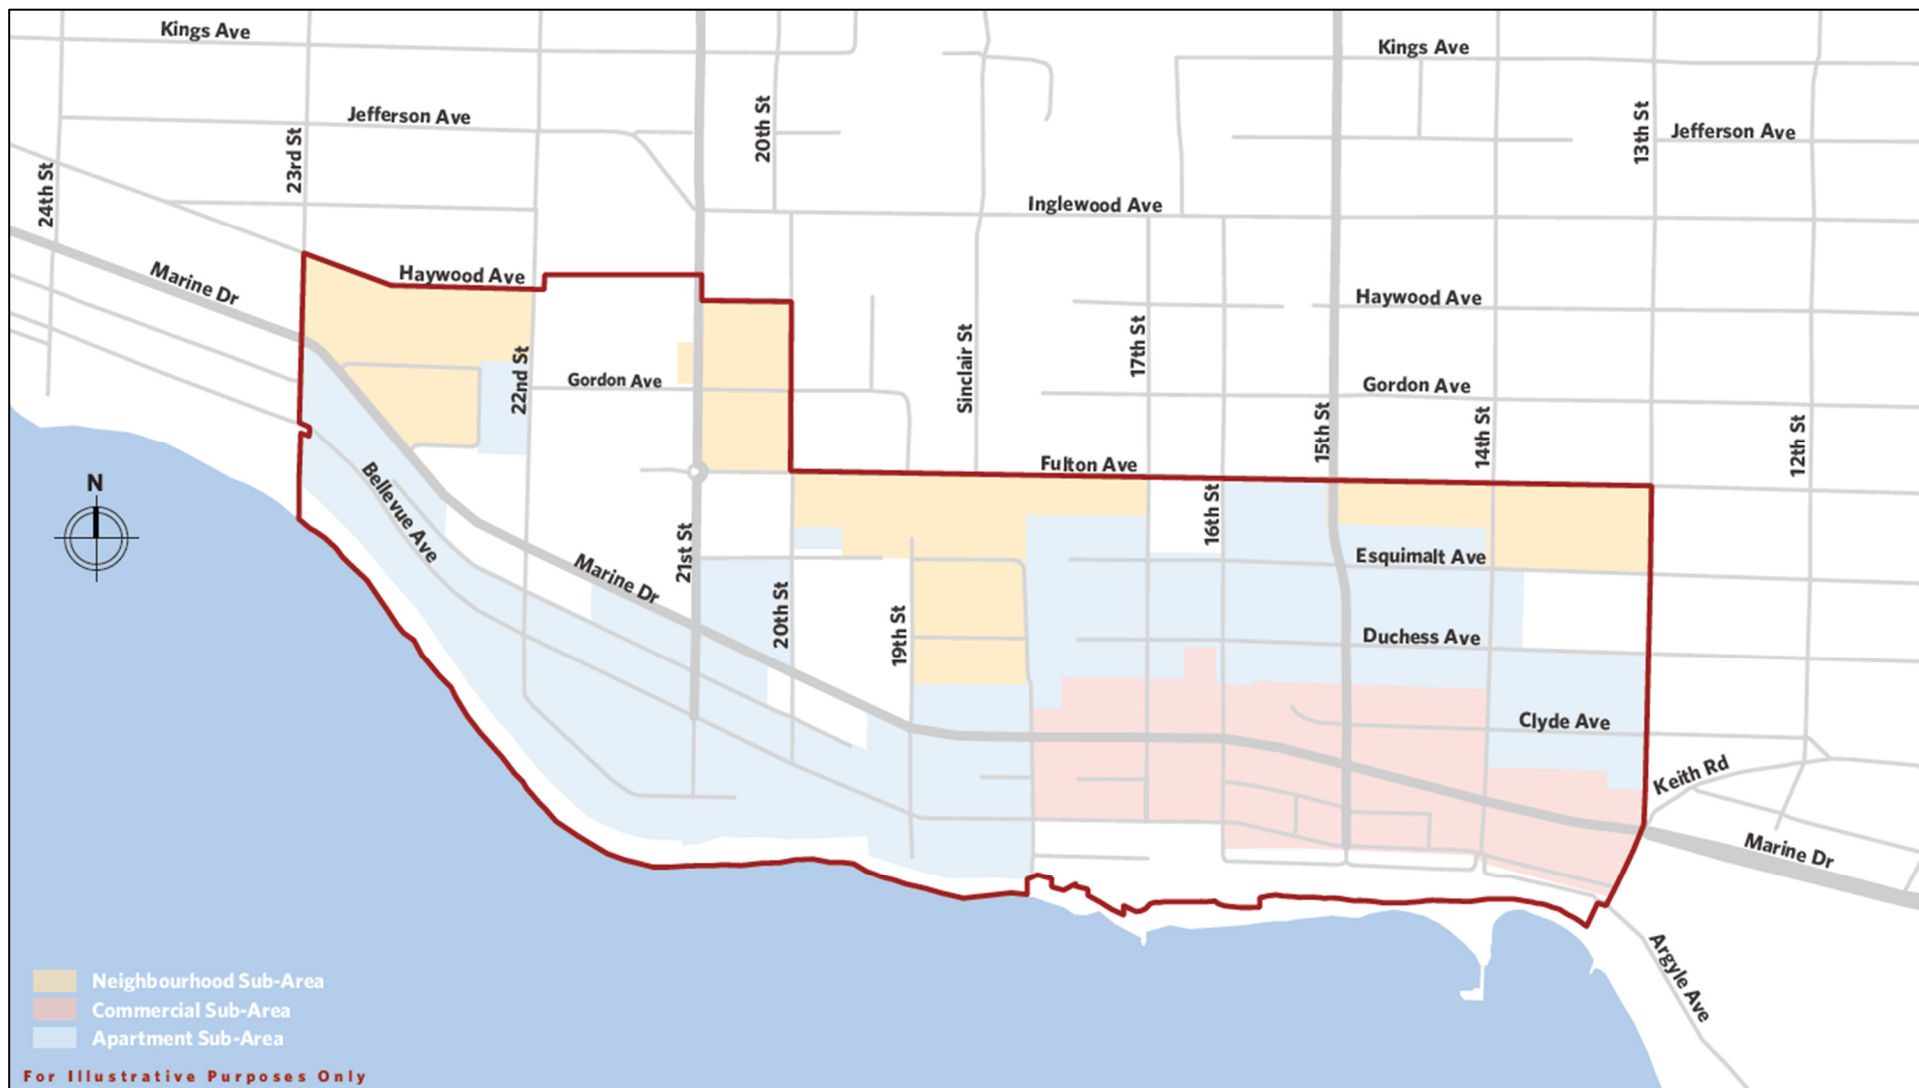 Kings Ave
Kings Ave
Jefferson Ave
Jefferson Ave
20th St
13th St
23rd St
24th St
Inglewood Ave
Marine Dr
Haywood Ave
Haywood Ave
17th St
Sinclair St
22nd St
Gordon Ave
Gordon Ave
15th St
14th St
12th St
Fulton Ave
N
Bellevue Ave
16th St
21st St
Marine Dr
Esquimalt Ave
20th St
19th St
Duchess Ave
Clyde Ave
Keith Rd
Marine Dr
Argyle Ave
Neighbourhood Sub-Area
Commercial Sub-Area
Apartment Sub-Area
For Illustrative Purposes Only